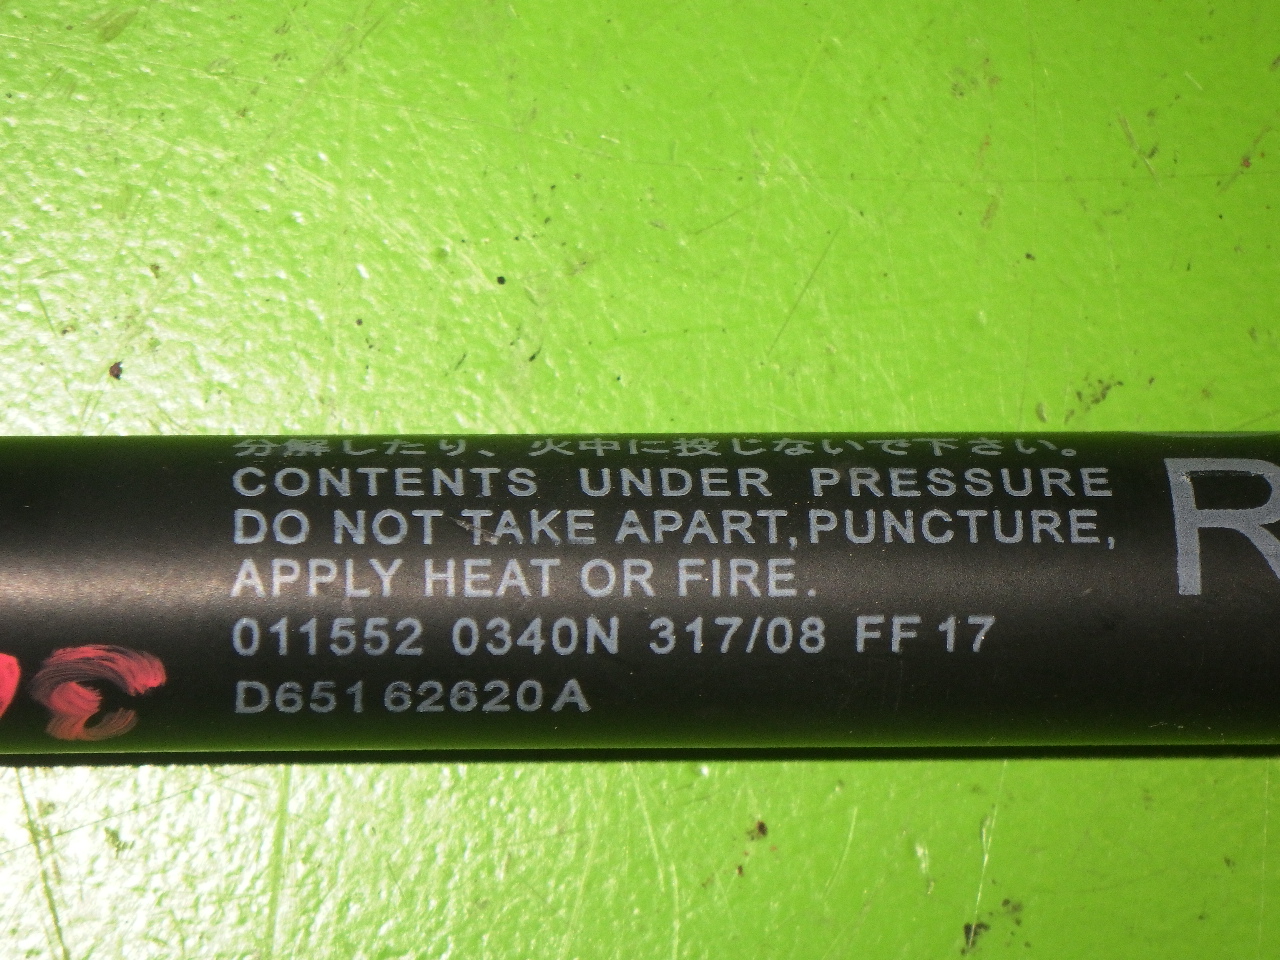 分解したり、火中に投じないで下さい。
CONTENTS UNDER PRESSURE
DO NOT TAKE APART, PUNCTURE,
APPLY HEAT OR FIRE.
011552 0340N 317/08 FF 17
D651 62620 A
R
C